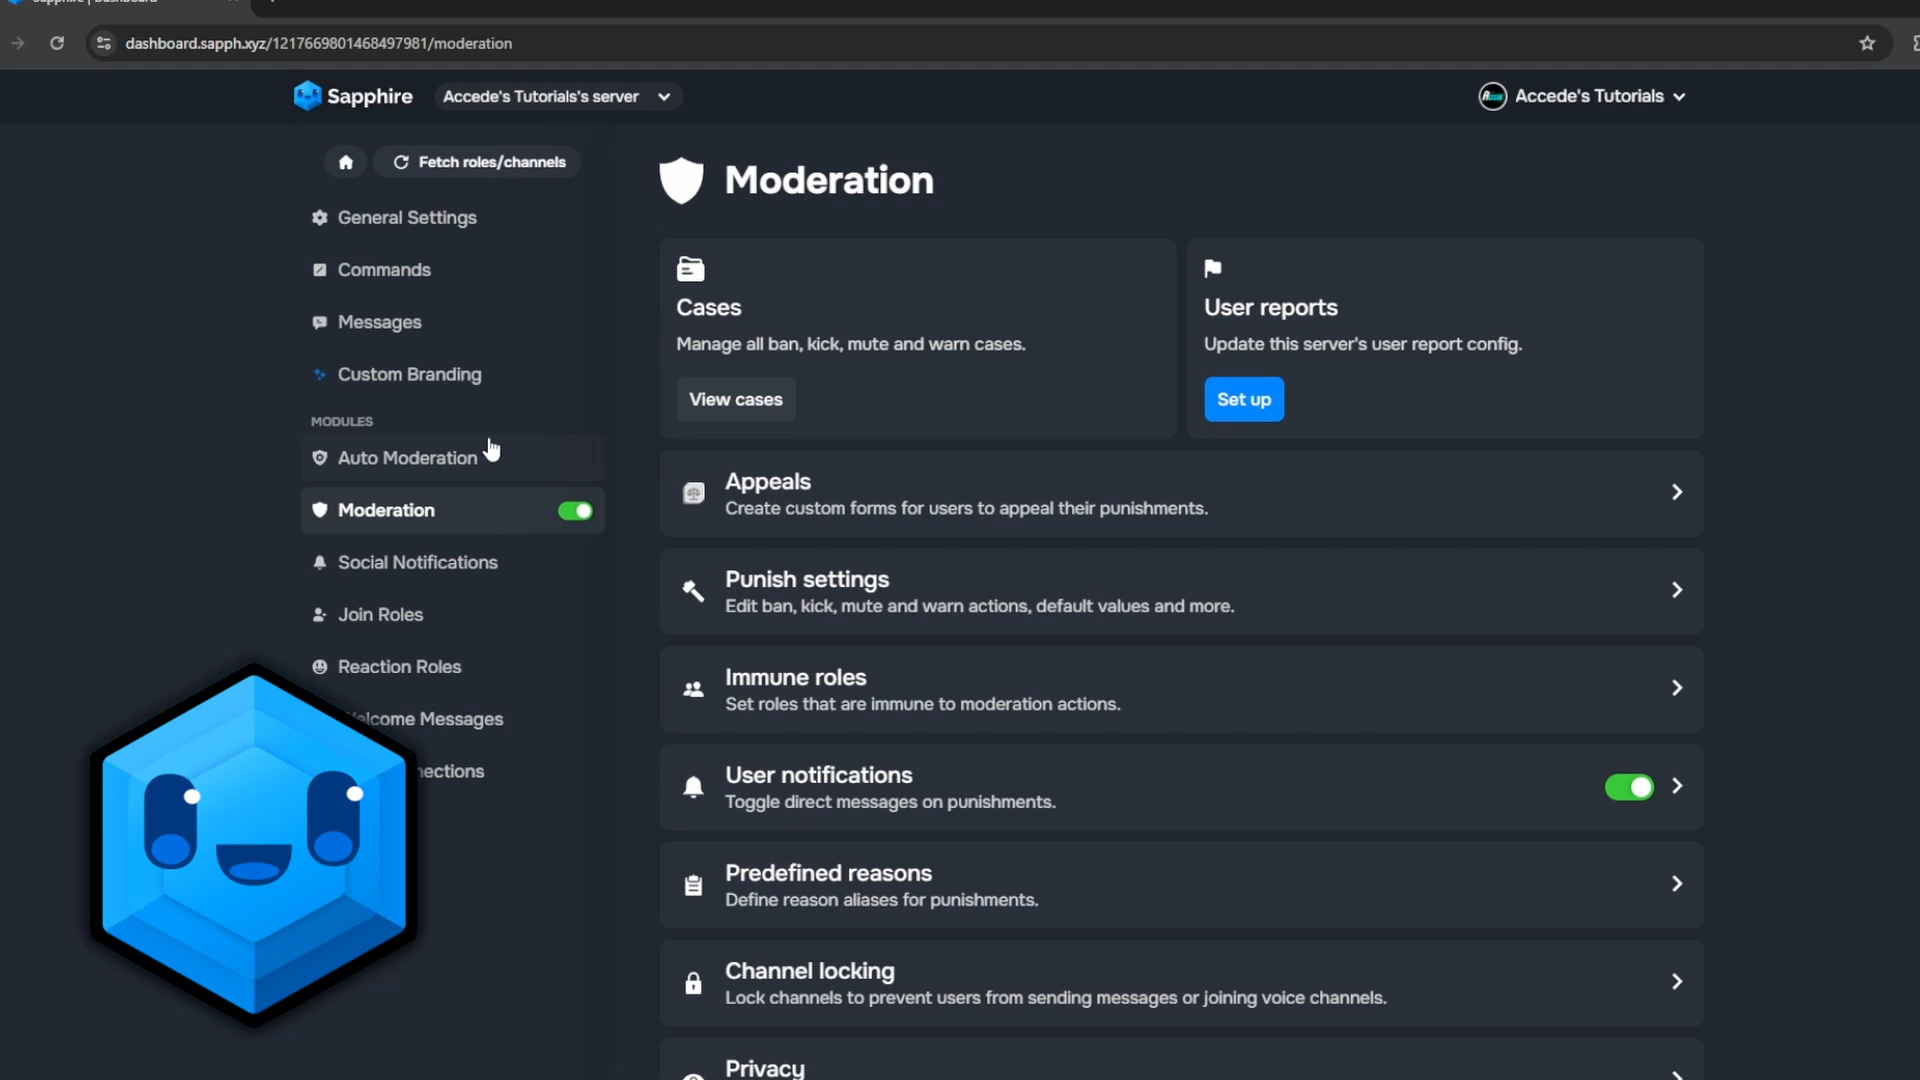 dashboard.sapph.xyz/1217669801468497981/moderation
Sapphire
Accede's Tutorials's server
Accede's Tutorials
Fetch roles/channels
General Settings
Commands
Messages
Custom Branding
MODULES
Auto Moderation
Moderation
Social Notifications
Join Roles
Reaction Roles
elcome Messages
nections
Moderation
Cases
Manage all ban, kick, mute and warn cases.
View cases
User reports
Update this server's user report config.
Set up
Appeals
Create custom forms for users to appeal their punishments.
Punish settings
Edit ban, kick, mute and warn actions, default values and more.
Immune roles
Set roles that are immune to moderation actions.
User notifications
Toggle direct messages on punishments.
Predefined reasons
Define reason aliases for punishments.
Channel locking
Lock channels to prevent users from sending messages or joining voice channels.
Privacy